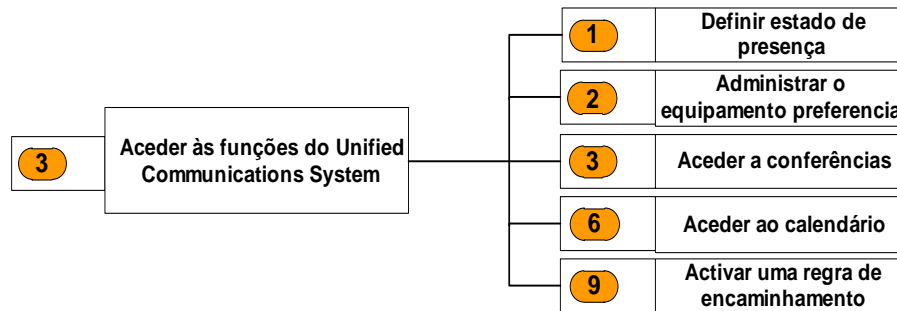 1
Definir estado de
presença
2
Administrar o
equipamento preferencia
3
Aceder às funções do Unified
Communications System
3
Aceder a conferências
6
Aceder ao calendário
9
Activar uma regra de
encaminhamento